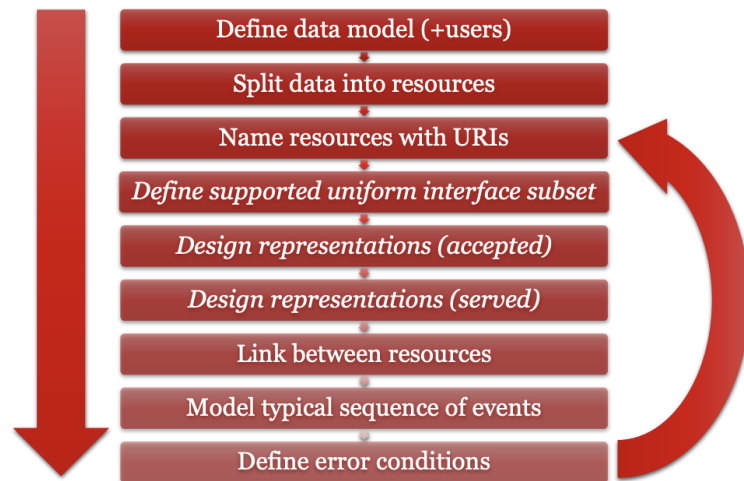 Define data model (+users)
Split data into resources
Name resources with URIs
Define supported uniform interface subset
Design representations (accepted)
Design representations (served)
Link between resources
Model typical sequence of events
Define error conditions